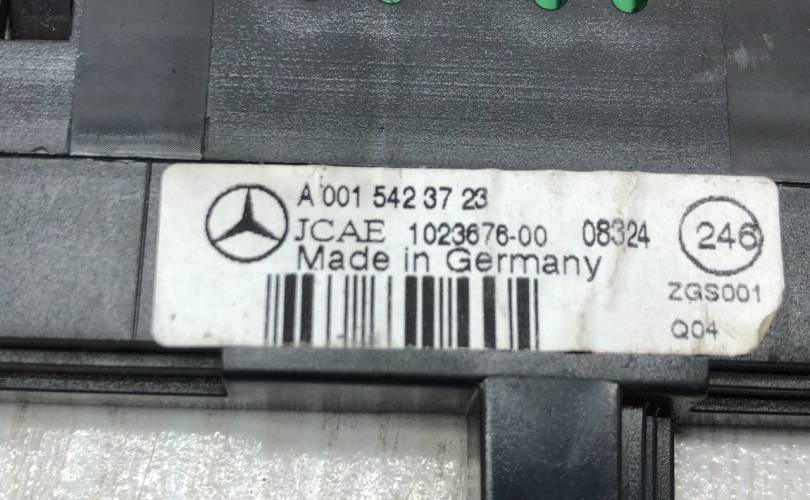 A 001 542 37 23
JCAE 1023676-00 08324
246
Made in Germany
ZGS001
Q04